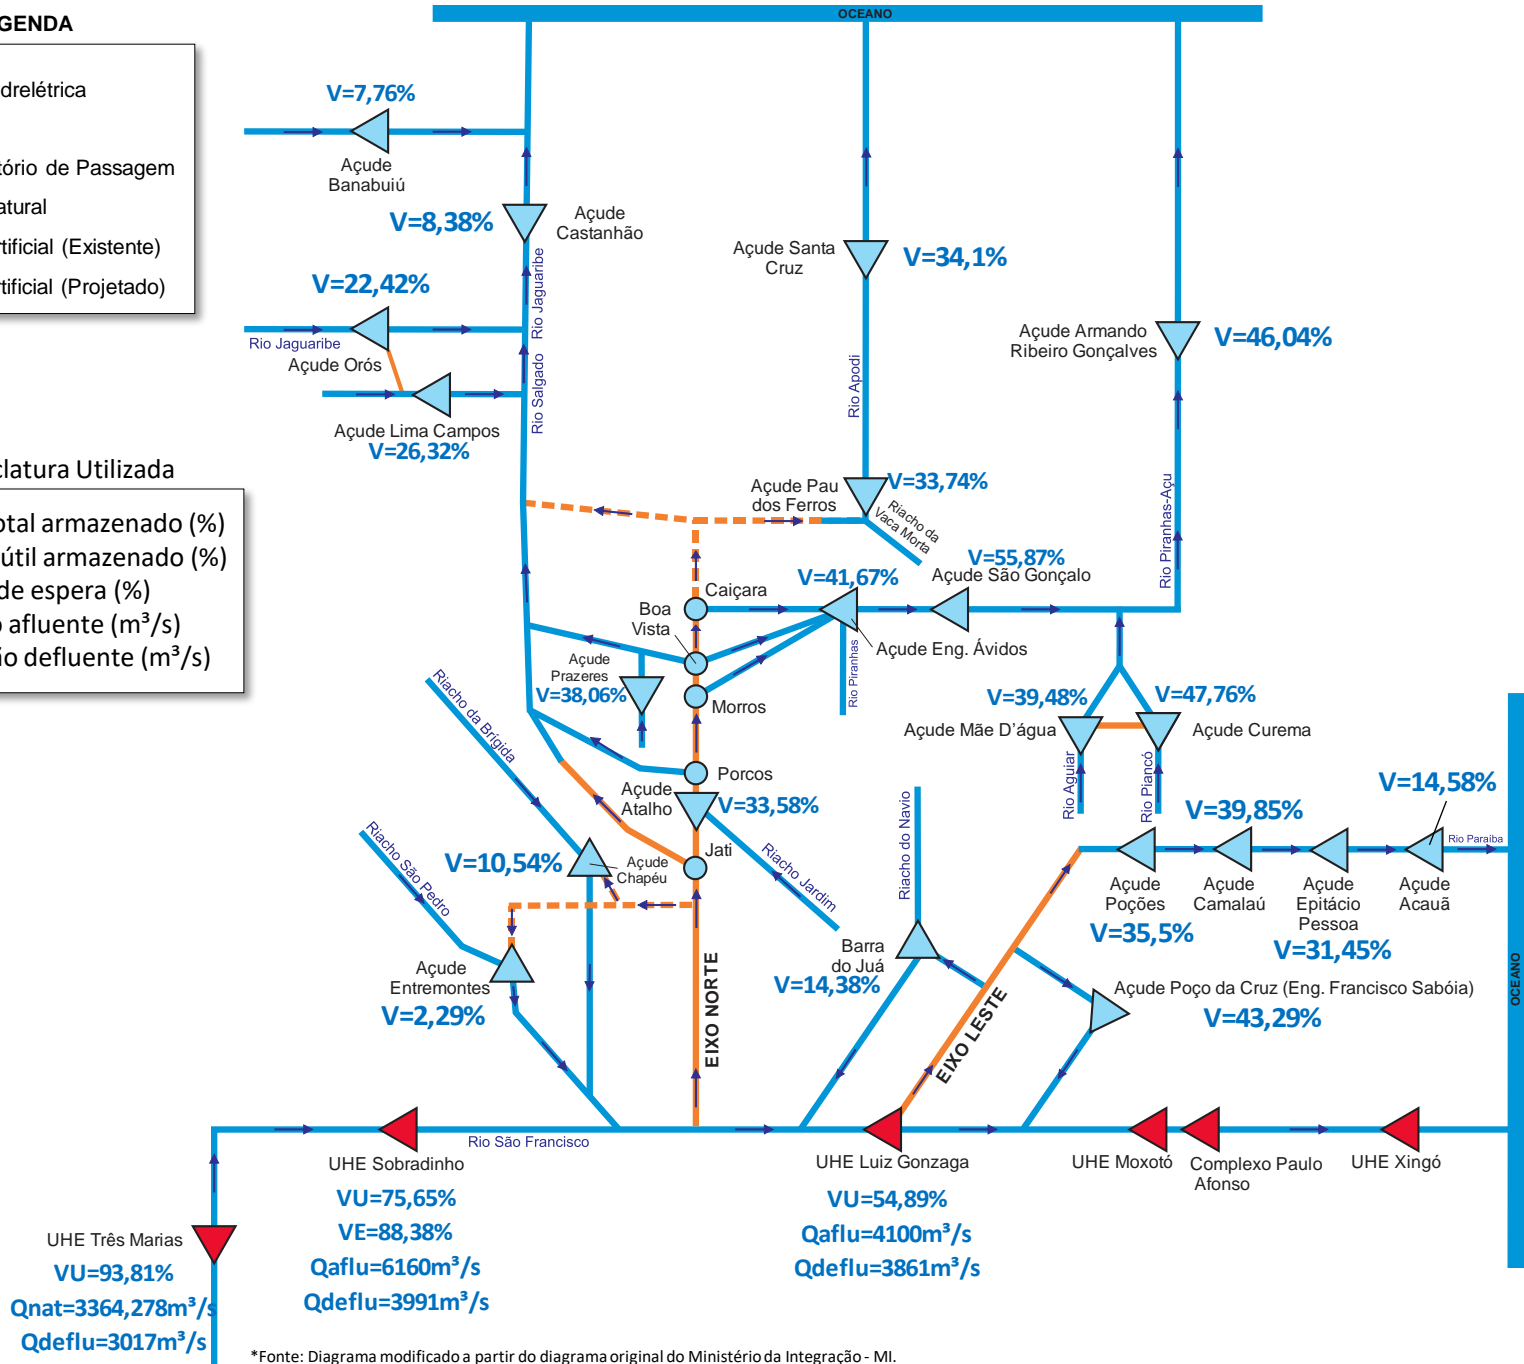 OCEANO
GENDA
drelétrica
tório de Passagem
atural
rtificial (Existente)
rtificial (Projetado)
V=7,76%
Açude
Banabuiú
V=8,38%
Açude
Castanhão
Rio Jaguaribe
V=22,42%
Rio Jaguaribe
Açude Orós
Rio Salgado
Açude Lima Campos
V=26,32%
Açude Santa
Cruz
V=34,1%
Rio Apodi
Açude Armando
Ribeiro Gonçalves
V=46,04%
Rio Piranhas-Açu
clatura Utilizada
otal armazenado (%)
útil armazenado (%)
de espera (%)
o afluente (m³/s)
ão defluente (m³/s)
Açude Pau
dos Ferros
V=33,74%
Riacho da
Vaca Morta
V=55,87%
Açude São Gonçalo
V=41,67%
Caiçara
Boa
Vista
Açude Eng. Ávidos
Rio Piranhas
Açude
Prazeres
V=38,06%
Morros
Riacho da Brígida
Porcos
V=39,48%
Açude Mãe D'água
V=47,76%
Açude Curema
Rio Aguiar
Rio Piancó
Açude
Atalho
V=33,58%
Riacho do Navio
V=14,58%
V=39,85%
Rio Paraiba
Riacho São Pedro
V=10,54%
Açude
Chapéu
Jati
Riacho Jardim
Açude
Poções
V=35,5%
Açude
Camalaú
Açude
Epitácio
Pessoa
V=31,45%
Açude
Acauã
Barra
do Juá
V=14,38%
Açude
Entremontes
V=2,29%
EIXO NORTE
EIXO LESTE
Açude Poço da Cruz (Eng. Francisco Sabóia)
V=43,29%
OCEANO
Rio São Francisco
UHE Sobradinho
VU=75,65%
VE=88,38%
Qaflu=6160m³/s
Qdeflu=3991m³/s
UHE Luiz Gonzaga
VU=54,89%
Qaflu=4100m³/s
Qdeflu=3861m³/s
UHE Moxotó
Complexo Paulo
Afonso
UHE Xingó
UHE Três Marias
VU=93,81%
Qnat=3364,278m³/s
Qdeflu=3017m³/s
*Fonte: Diagrama modificado a partir do diagrama original do Ministério da Integração - MI.